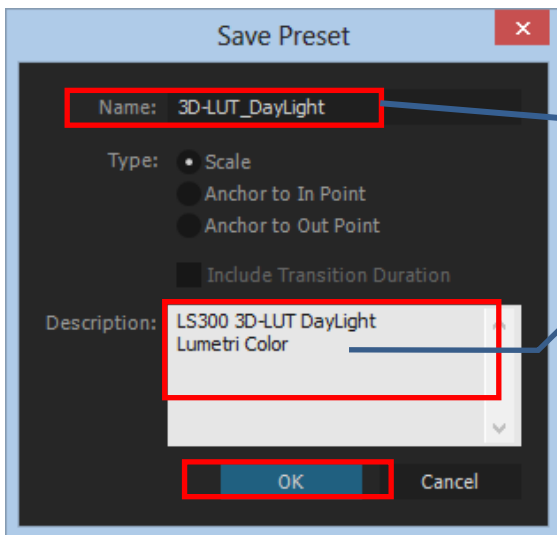 Save Preset
Name: 3D-LUT_DayLight
Type: Scale
Anchor to In Point
Anchor to Out Point
Include Transition Duration
Description: LS300 3D-LUT DayLight
Lumetri Color
OK Cancel